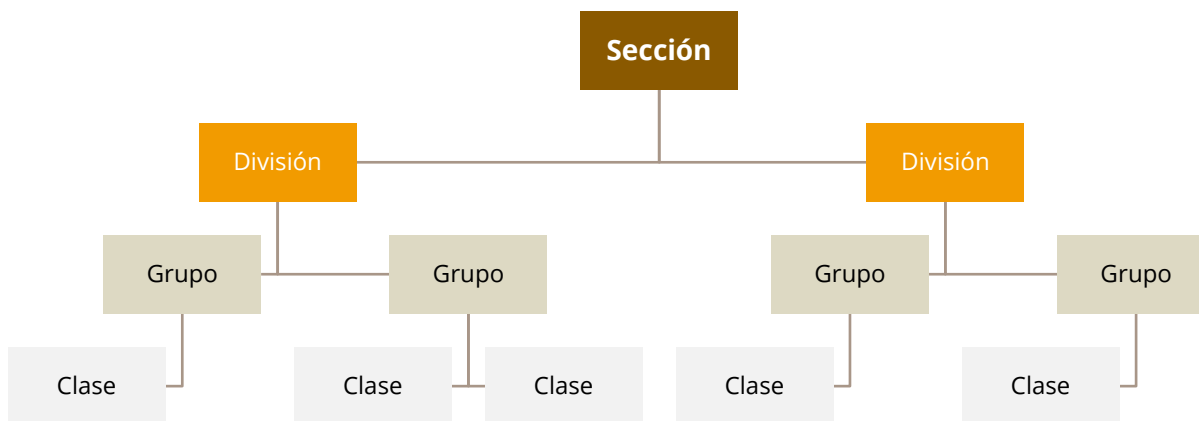 Sección
División
División
Grupo
Grupo
Grupo
Grupo
Clase
Clase
Clase
Clase
Clase